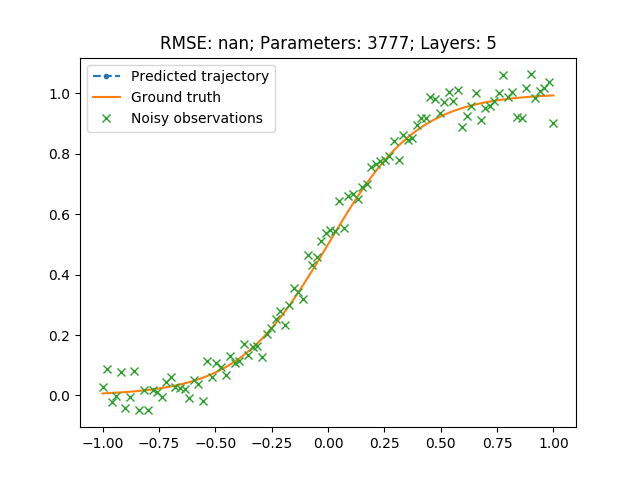 RMSE: nan; Parameters: 3777; Layers: 5
Predicted trajectory
Ground truth
Noisy observations
1.0
0.8
0.6
0.4
0.2
0.0
−1.00 −0.75 −0.50 −0.25 0.00 0.25 0.50 0.75 1.00